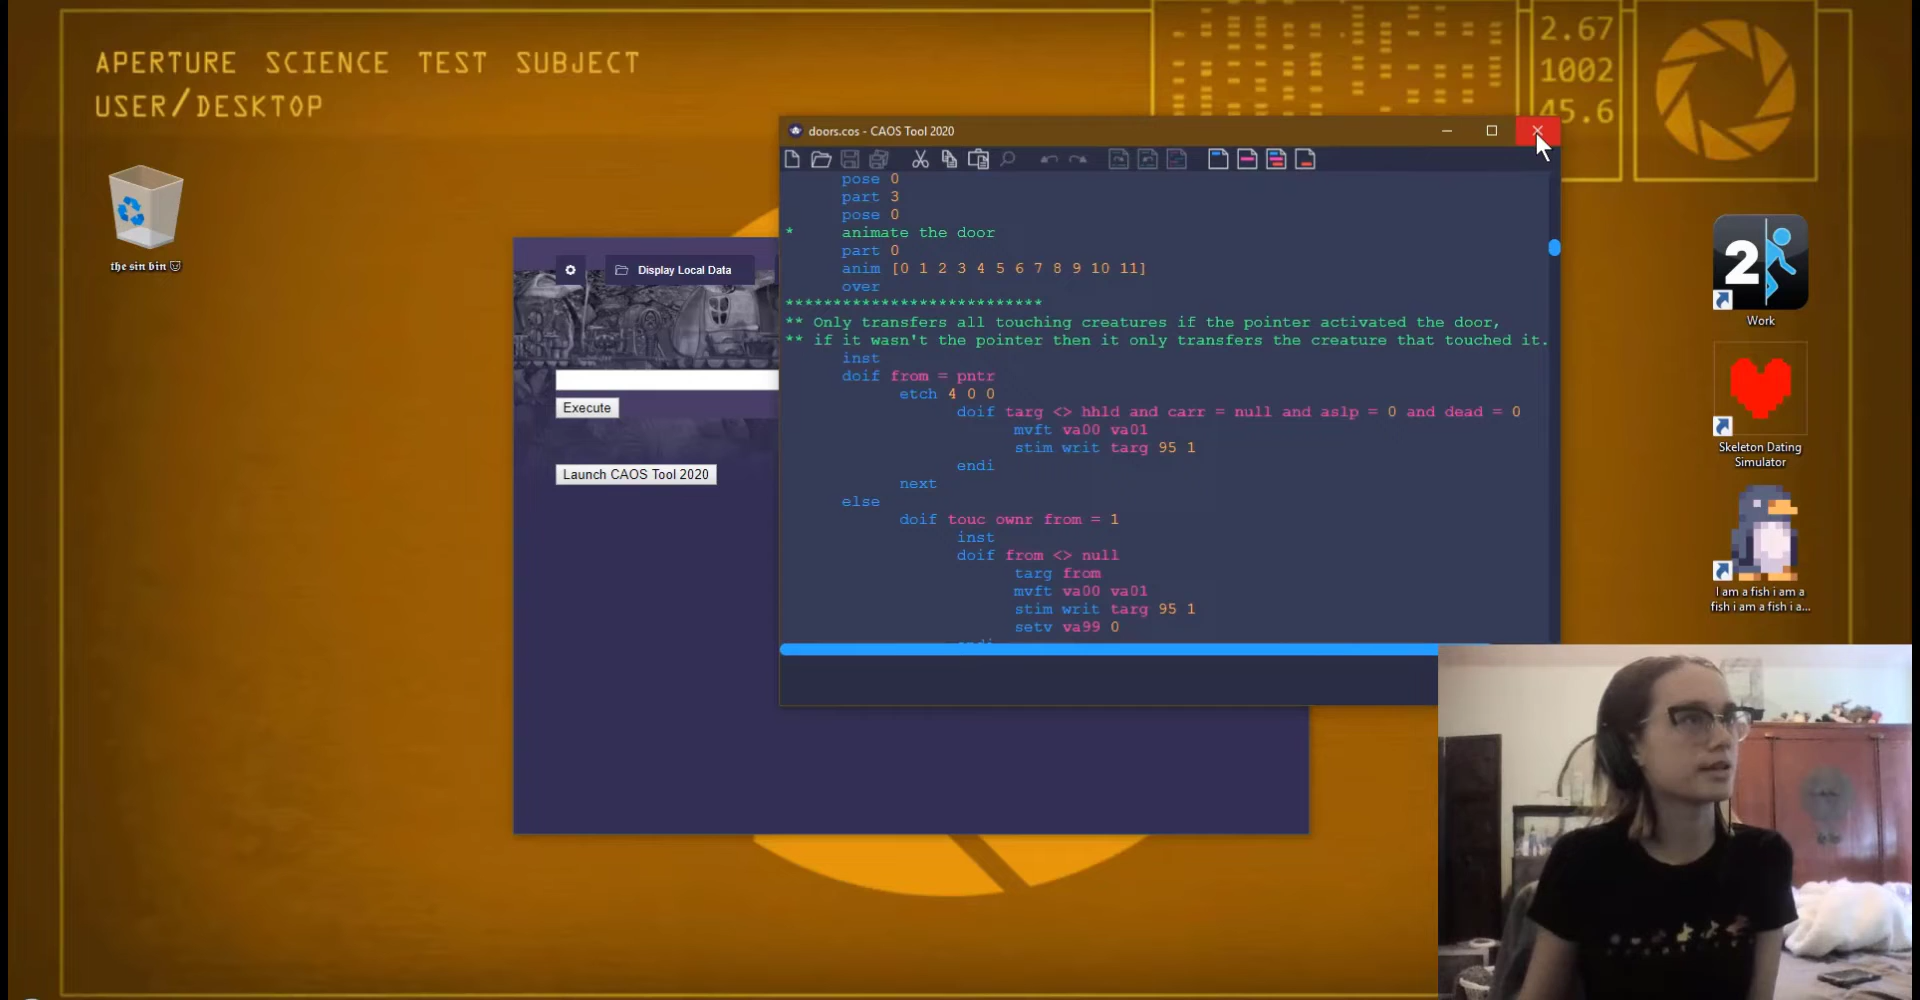 APERTURE SCIENCE TEST SUBJECT
USER/DESKTOP
2.67
1002
45.6
the sin bin 😈
doors.cos - CAOS Tool 2020
pose 0
part 3
pose 0
* animate the door
part 0
anim [0 1 2 3 4 5 6 7 8 9 10 11]
over
***************************
** Only transfers all touching creatures if the pointer activated the door,
** if it wasn't the pointer then it only transfers the creature that touched it.
inst
doif from = pntr
etch 4 0 0
doif targ <> hhld and carr = null and aslp = 0 and dead = 0
mvft va00 va01
stim writ targ 95 1
endi
next
else
doif touc ownr from = 1
inst
doif from <> null
targ from
mvft va00 va01
stim writ targ 95 1
setv va99 0
endi
Display Local Data
Execute
Launch CAOS Tool 2020
2
Work
Skeleton Dating
Simulator
I am a fish i am a
fish i am a fish i a...